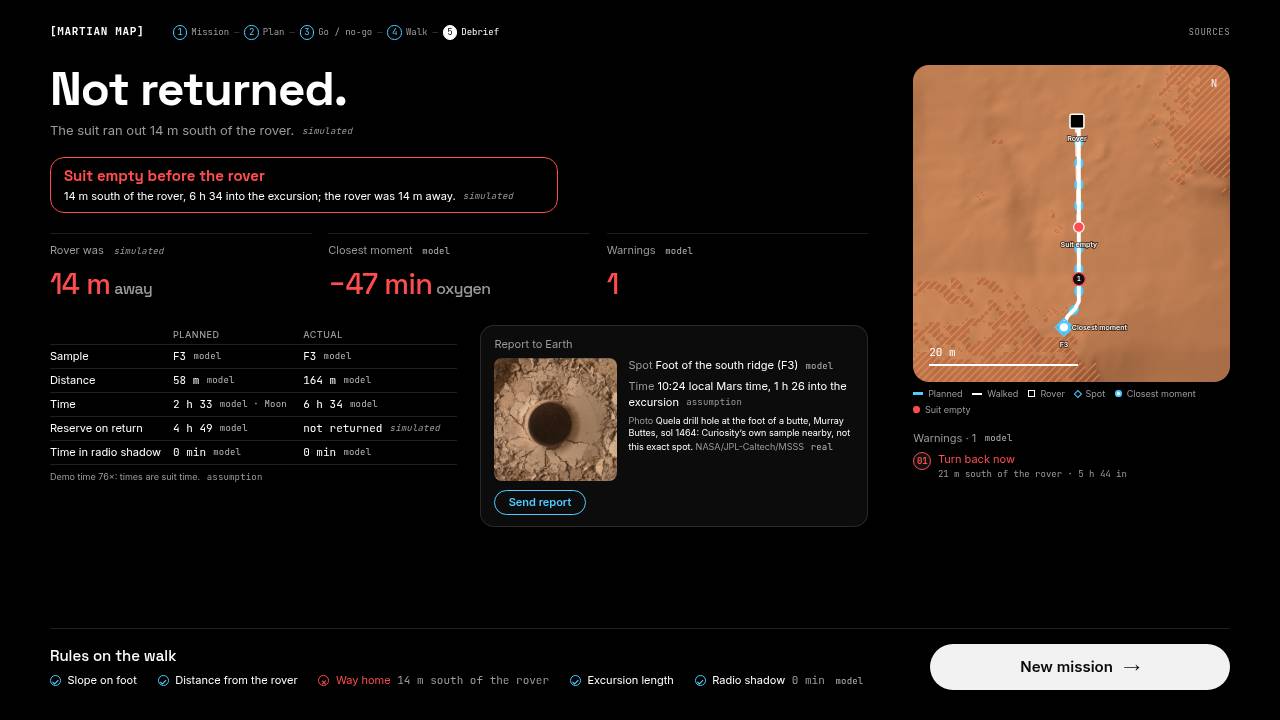 [MARTIAN MAP]
1 Mission – 2 Plan – 3 Go / no-go – 4 Walk – 5 Debrief
SOURCES
Not returned.
The suit ran out 14 m south of the rover. simulated
Suit empty before the rover
14 m south of the rover, 6 h 34 into the excursion; the rover was 14 m away. simulated
Rover was simulated
14 m away
Closest moment model
−47 min oxygen
Warnings model
1
PLANNED ACTUAL
Sample F3 model F3 model
Distance 58 m model 164 m model
Time 2 h 33 model · Moon 6 h 34 model
Reserve on return 4 h 49 model not returned simulated
Time in radio shadow 0 min model 0 min model
Demo time 76×: times are suit time. assumption
Report to Earth
Spot Foot of the south ridge (F3) model
Time 10:24 local Mars time, 1 h 26 into the
excursion assumption
Photo Quela drill hole at the foot of a butte, Murray
Buttes, sol 1464: Curiosity's own sample nearby, not
this exact spot. NASA/JPL-Caltech/MSSS real
Send report
N
Rover
Suit empty
1
Closest moment
F3
20 m
Planned Walked Rover Spot Closest moment
Suit empty
Warnings · 1 model
01 Turn back now
21 m south of the rover · 5 h 44 in
Rules on the walk
Slope on foot Distance from the rover Way home 14 m south of the rover Excursion length Radio shadow 0 min model
New mission →